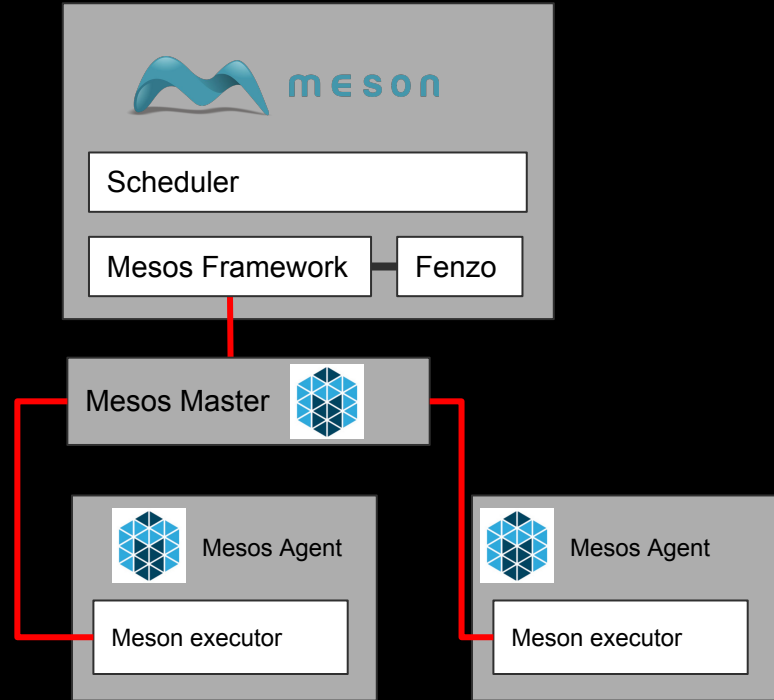 meson
Scheduler
Mesos Framework
Fenzo
Mesos Master
Mesos Agent
Meson executor
Mesos Agent
Meson executor